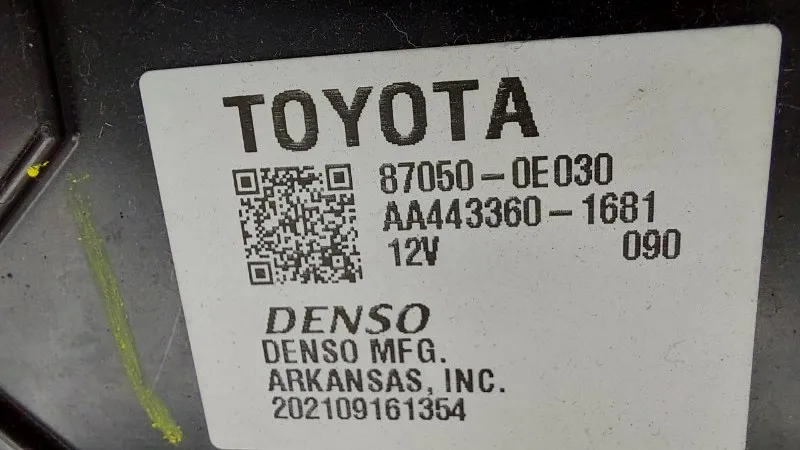 TOYOTA
87050-0E030
AA443360-1681
12V 090
DENSO
DENSO MFG.
ARKANSAS, INC.
202109161354